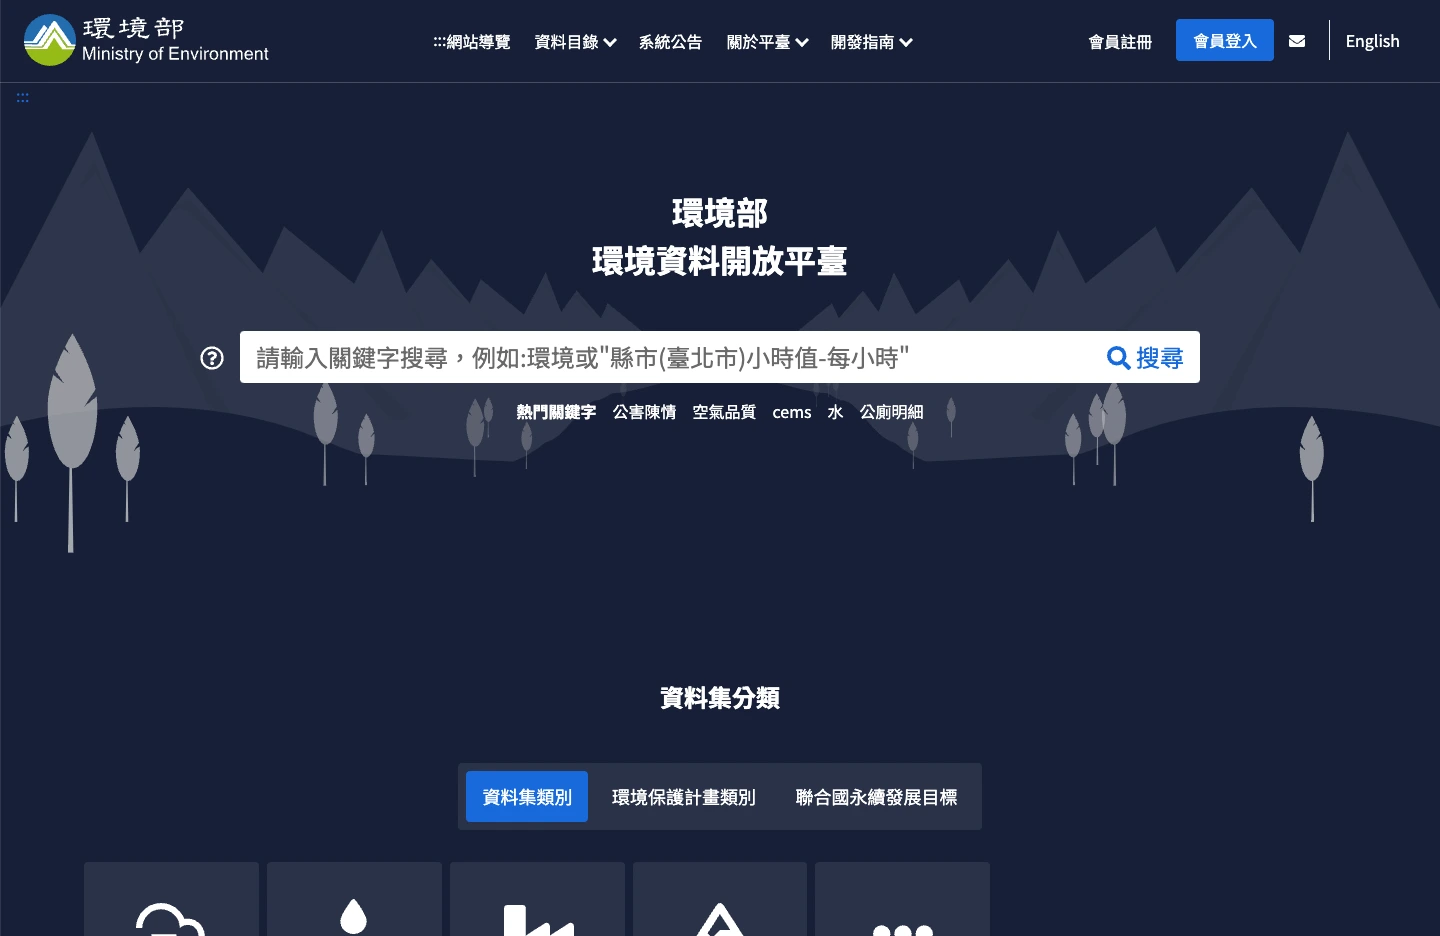 環境部
Ministry of Environment
:::網站導覽 資料目錄 系統公告 關於平臺 開發指南
會員註冊 會員登入 English
:::
環境部
環境資料開放平臺
請輸入關鍵字搜尋，例如:環境或"縣市(臺北市)小時值-每小時" 搜尋
熱門關鍵字 公害陳情 空氣品質 cems 水 公廁明細
資料集分類
資料集類別 環境保護計畫類別 聯合國永續發展目標